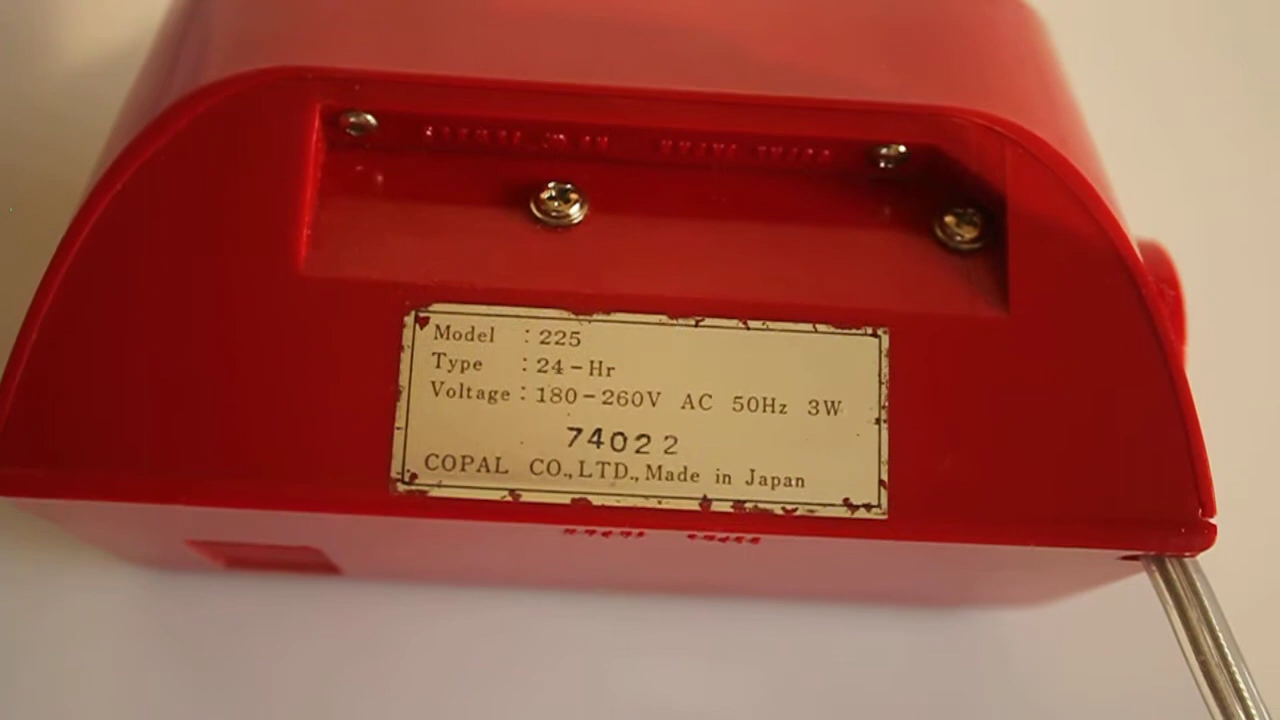 Model : 225
Type : 24-Hr
Voltage : 180-260V AC 50Hz 3W
74022
COPAL CO.,LTD., Made in Japan